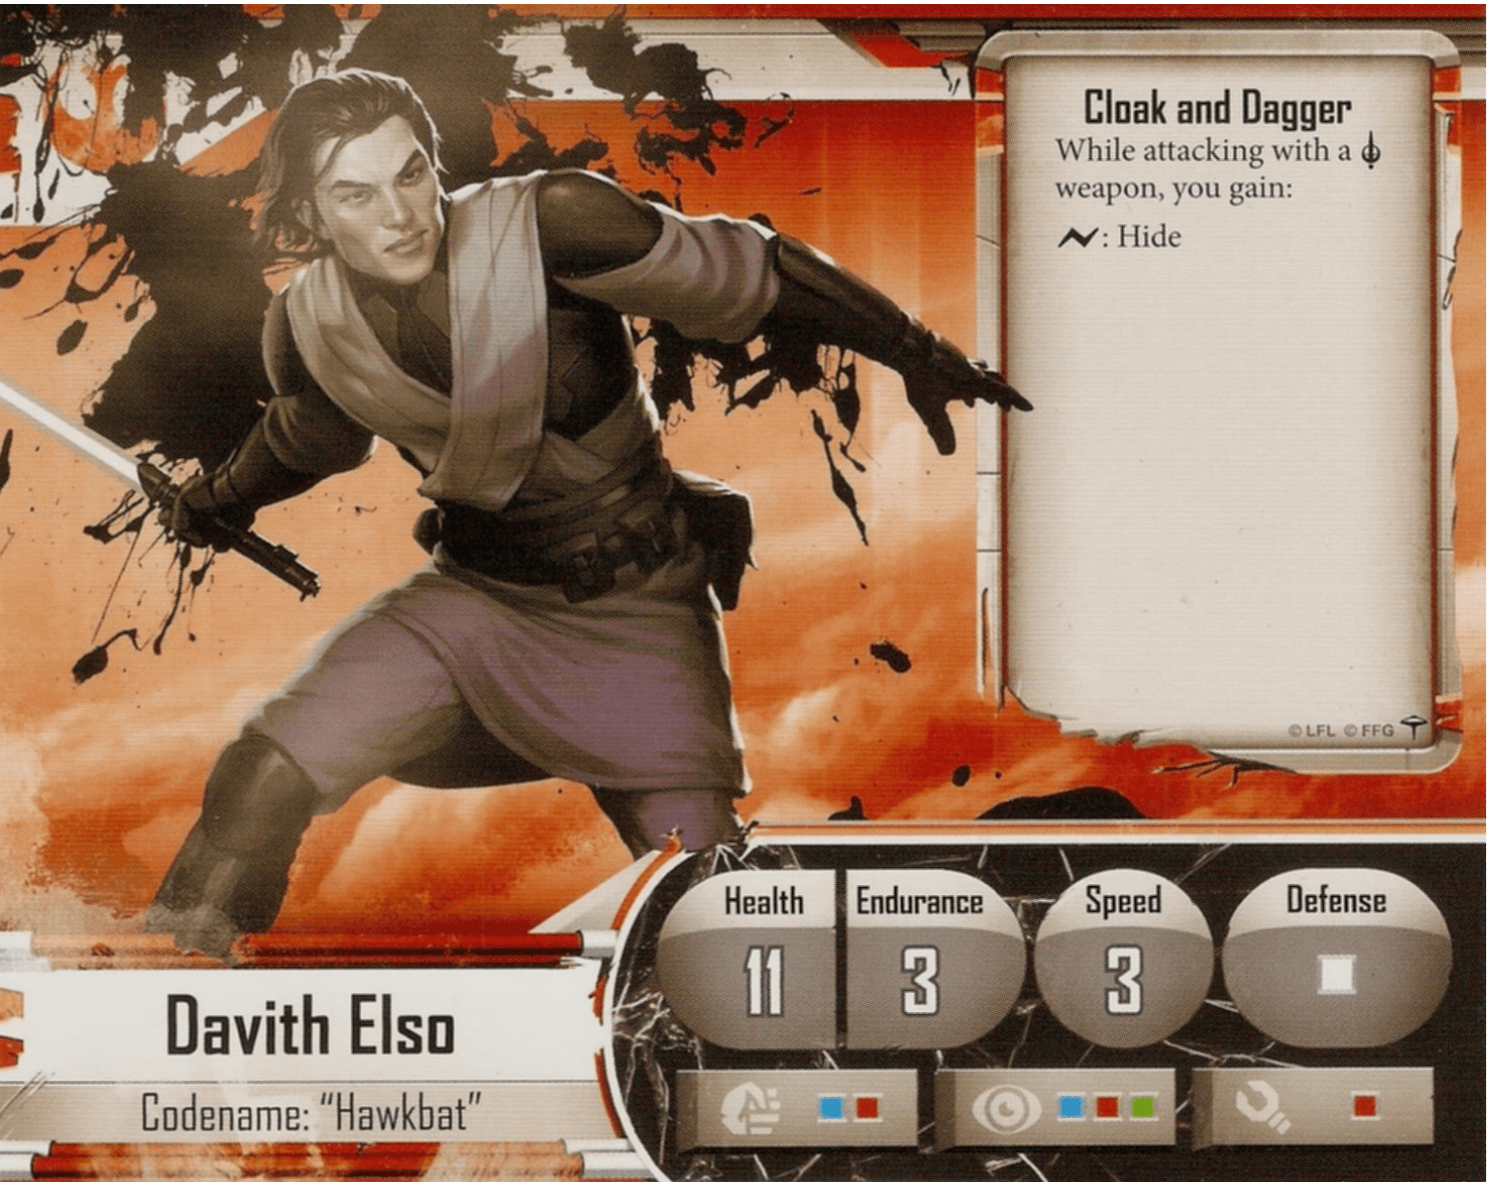 Cloak and Dagger
While attacking with a
weapon, you gain:
: Hide
© LFL © FFG
Health
Endurance
Speed
Defense
11
3
3
Davith Elso
Codename: "Hawkbat"